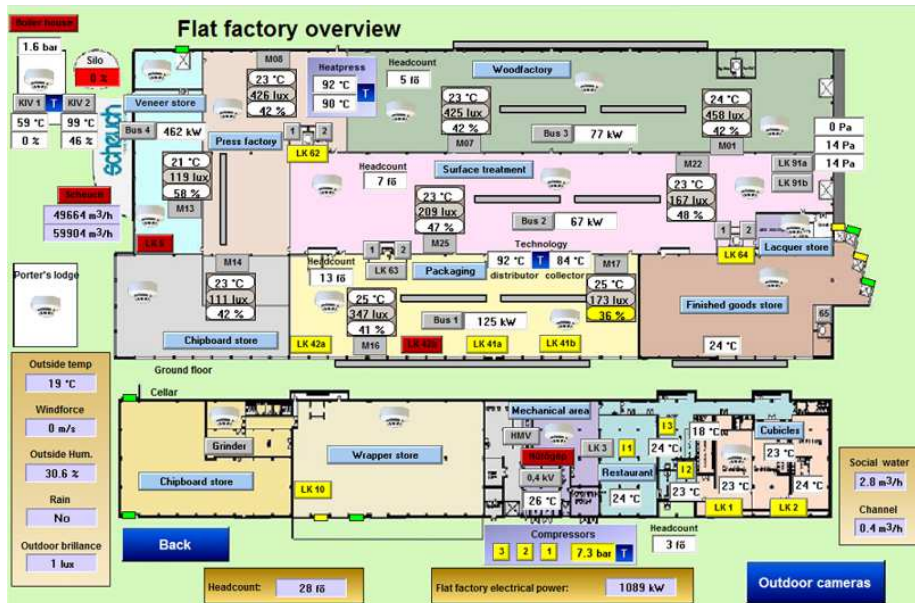 Flat factory overview
Boiler house
1.6 bar
Silo
0 %
KIV 1
T
KIV 2
59 °C
99 °C
0 %
46 %
scheuch
Veneer store
Bus 4
462 kW
Press factory
M08
23 °C
426 lux
42 %
Heatpress
92 °C
90 °C
T
Headcount
5 fő
Woodfactory
23 °C
425 lux
42 %
M07
Bus 3
77 kW
24 °C
458 lux
42 %
M01
0 Pa
14 Pa
14 Pa
1
2
LK 62
21 °C
119 lux
58 %
M13
Scheuch
49664 m3/h
59904 m3/h
Headcount
7 fő
Surface treatment
M22
23 °C
167 lux
48 %
LK 91a
LK 91b
23 °C
209 lux
47 %
M25
Bus 2
67 kW
1
2
LK 64
Lacquer store
1
2
LK 63
Technology
92 °C
T
84 °C
distributor
collector
Porter's lodge
M14
23 °C
111 lux
42 %
Chipboard store
Headcount
13 fő
Packaging
25 °C
347 lux
41 %
M16
Bus 1
125 kW
M17
25 °C
173 lux
36 %
LK 42a
LK 41a
LK 41b
Finished goods store
65
24 °C
Ground floor
Cellar
Outside temp
19 °C
Windforce
0 m/s
Outside Hum.
30.6 %
Rain
No
Outdoor brillance
1 lux
Grinder
Chipboard store
Wrapper store
LK 10
Mechanical area
HMV
0,4 kV
26 °C
LK 3
I 1
I 3
24 °C
I 2
Restaurant
24 °C
23 °C
18 °C
Cubicles
23 °C
23 °C
24 °C
LK 1
LK 2
Social water
2.8 m3/h
Channel
0.4 m3/h
Back
Compressors
3
2
1
7.3 bar
T
Headcount
3 fő
Headcount:
28 fő
Flat factory electrical power:
1089 kW
Outdoor cameras